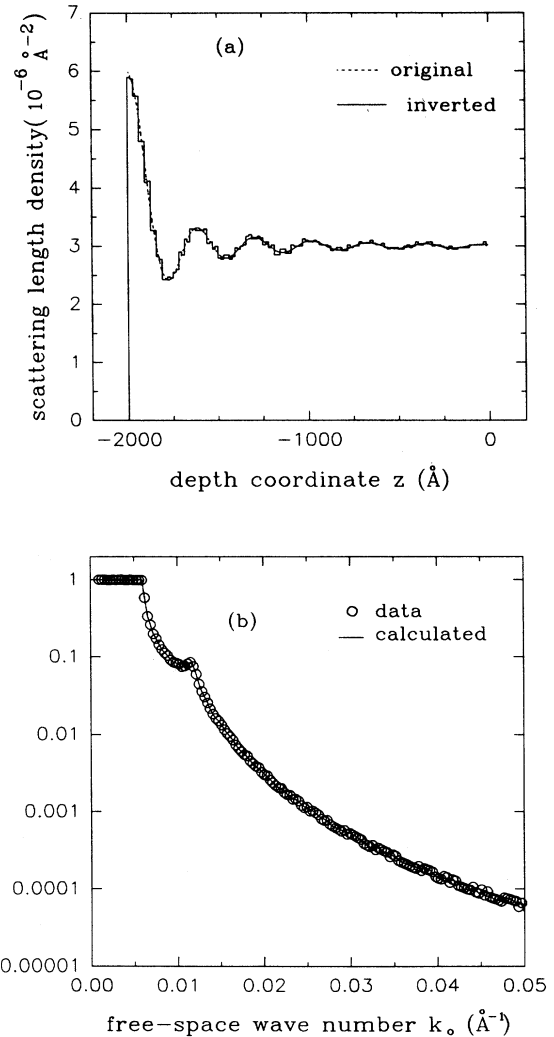 (a)
original
inverted
scattering length density(10⁻⁶ Å⁻²)
6
5
4
3
2
1
0
−2000 −1000 0
depth coordinate z (Å)
(b)
data
calculated
1
0.1
0.01
0.001
0.0001
0.00001
0.00 0.01 0.02 0.03 0.04 0.05
free−space wave number kₒ (Å⁻¹)